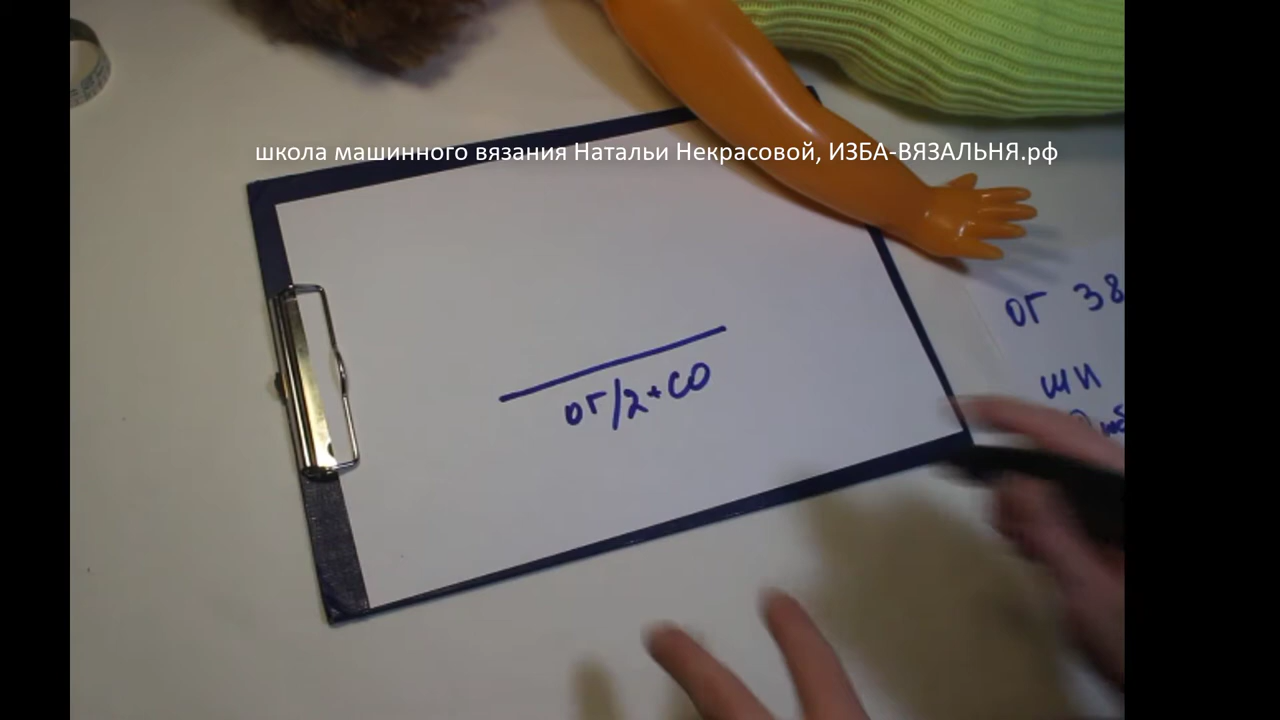 школа машинного вязания Натальи Некрасовой, ИЗБА-ВЯЗАЛЬНЯ.рф
ог/2+со
ОГ 38
ши